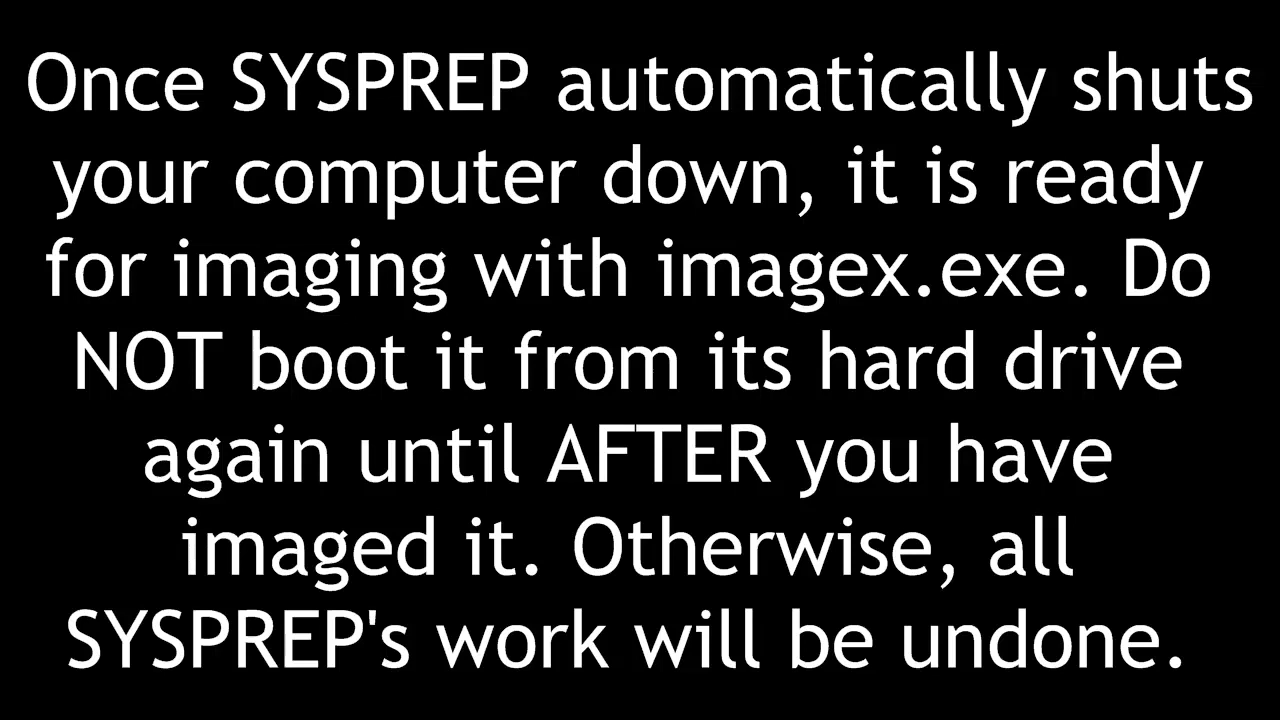 Once SYSPREP automatically shuts
your computer down, it is ready
for imaging with imagex.exe. Do
NOT boot it from its hard drive
again until AFTER you have
imaged it. Otherwise, all
SYSPREP's work will be undone.